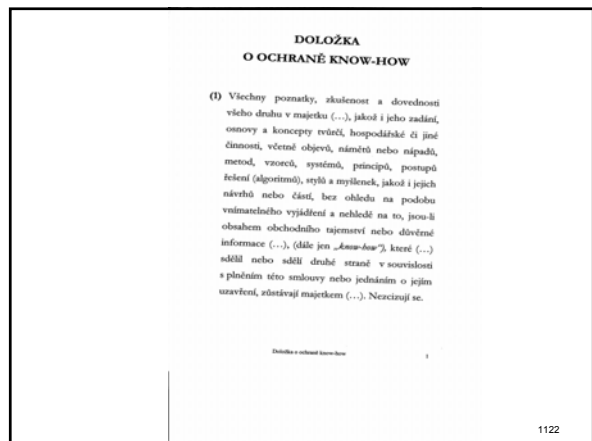 DOLOŽKA
O OCHRANĚ KNOW-HOW
(1) Všechny poznatky, zkušenost a dovednosti
všeho druhu v majetku (…), jakož i jeho zadání,
osnovy a koncepty tvůrčí, hospodářské či jiné
činnosti, včetně objevů, námětů nebo nápadů,
metod, vzorců, systémů, principů, postupů
řešení (algoritmů), stylů a myšlenek, jakož i jejich
návrhů nebo částí, bez ohledu na podobu
vnímatelného vyjádření a nehledě na to, jsou-li
obsahem obchodního tajemství nebo důvěrné
informace (…), (dále jen „know-how"), které (…)
sdělil nebo sdělí druhé straně v souvislosti
s plněním této smlouvy nebo jednáním o jejím
uzavření, zůstávají majetkem (…). Nezcizují se.
Doložka o ochraně know-how 1
1122